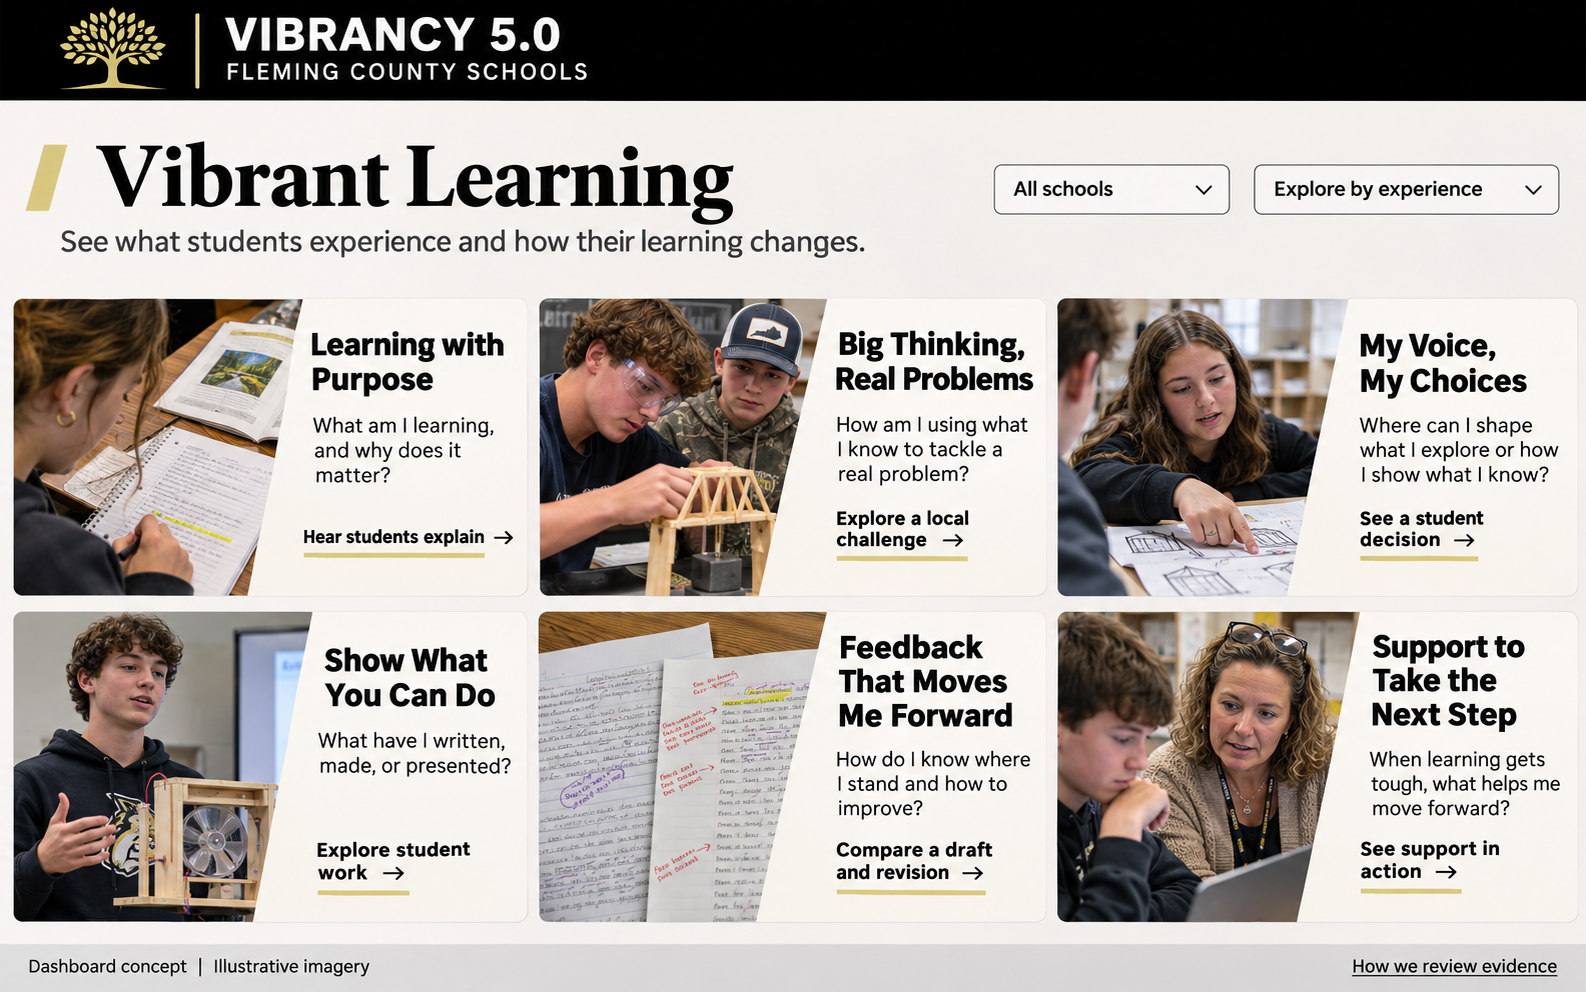 VIBRANCY 5.0
FLEMING COUNTY SCHOOLS
Vibrant Learning
See what students experience and how their learning changes.
All schools
Explore by experience
Learning with
Purpose
What am I learning,
and why does it
matter?
Hear students explain →
Big Thinking,
Real Problems
How am I using what
I know to tackle a
real problem?
Explore a local
challenge →
My Voice,
My Choices
Where can I shape
what I explore or how
I show what I know?
See a student
decision →
Show What
You Can Do
What have I written,
made, or presented?
Explore student
work →
Feedback
That Moves
Me Forward
How do I know where
I stand and how to
improve?
Compare a draft
and revision →
Support to
Take the
Next Step
When learning gets
tough, what helps me
move forward?
See support in
action →
Dashboard concept | Illustrative imagery
How we review evidence